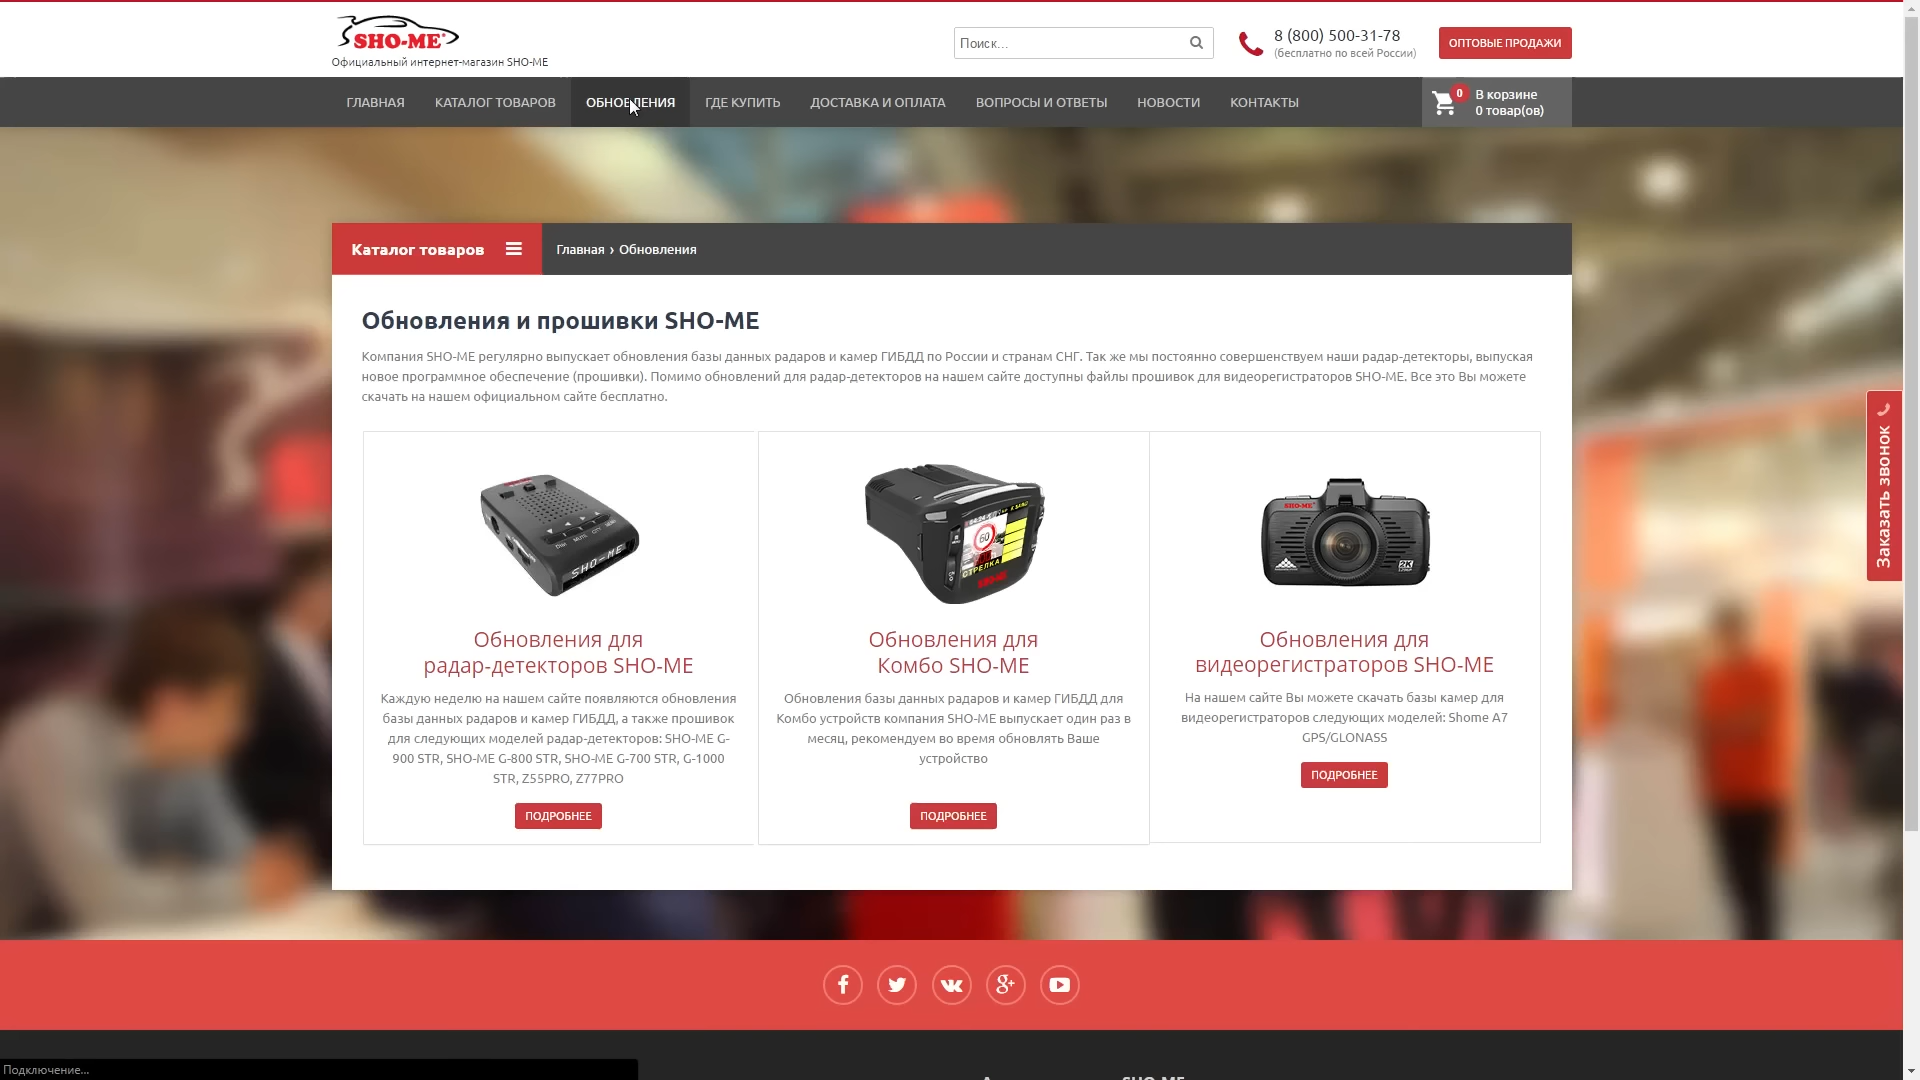 SHO-ME
Официальный интернет-магазин SHO-ME
Поиск...
8 (800) 500-31-78
(бесплатно по всей России)
ОПТОВЫЕ ПРОДАЖИ
ГЛАВНАЯ
КАТАЛОГ ТОВАРОВ
ОБНОВЛЕНИЯ
ГДЕ КУПИТЬ
ДОСТАВКА И ОПЛАТА
ВОПРОСЫ И ОТВЕТЫ
НОВОСТИ
КОНТАКТЫ
0
В корзине
0 товар(ов)
Каталог товаров
Главная › Обновления
Обновления и прошивки SHO-ME
Компания SHO-ME регулярно выпускает обновления базы данных радаров и камер ГИБДД по России и странам СНГ. Так же мы постоянно совершенствуем наши радар-детекторы, выпуская
новое программное обеспечение (прошивки). Помимо обновлений для радар-детекторов на нашем сайте доступны файлы прошивок для видеорегистраторов SHO-ME. Все это Вы можете
скачать на нашем официальном сайте бесплатно.
SHO-ME
Обновления для
радар-детекторов SHO-ME
Каждую неделю на нашем сайте появляются обновления
базы данных радаров и камер ГИБДД, а также прошивок
для следующих моделей радар-детекторов: SHO-ME G-
900 STR, SHO-ME G-800 STR, SHO-ME G-700 STR, G-1000
STR, Z55PRO, Z77PRO
ПОДРОБНЕЕ
60
СТРЕЛКА
SHO-ME
Обновления для
Комбо SHO-ME
Обновления базы данных радаров и камер ГИБДД для
Комбо устройств компания SHO-ME выпускает один раз в
месяц, рекомендуем во время обновлять Ваше
устройство
ПОДРОБНЕЕ
SHO-ME
2K
Обновления для
видеорегистраторов SHO-ME
На нашем сайте Вы можете скачать базы камер для
видеорегистраторов следующих моделей: Shome A7
GPS/GLONASS
ПОДРОБНЕЕ
Заказать звонок
Подключение...